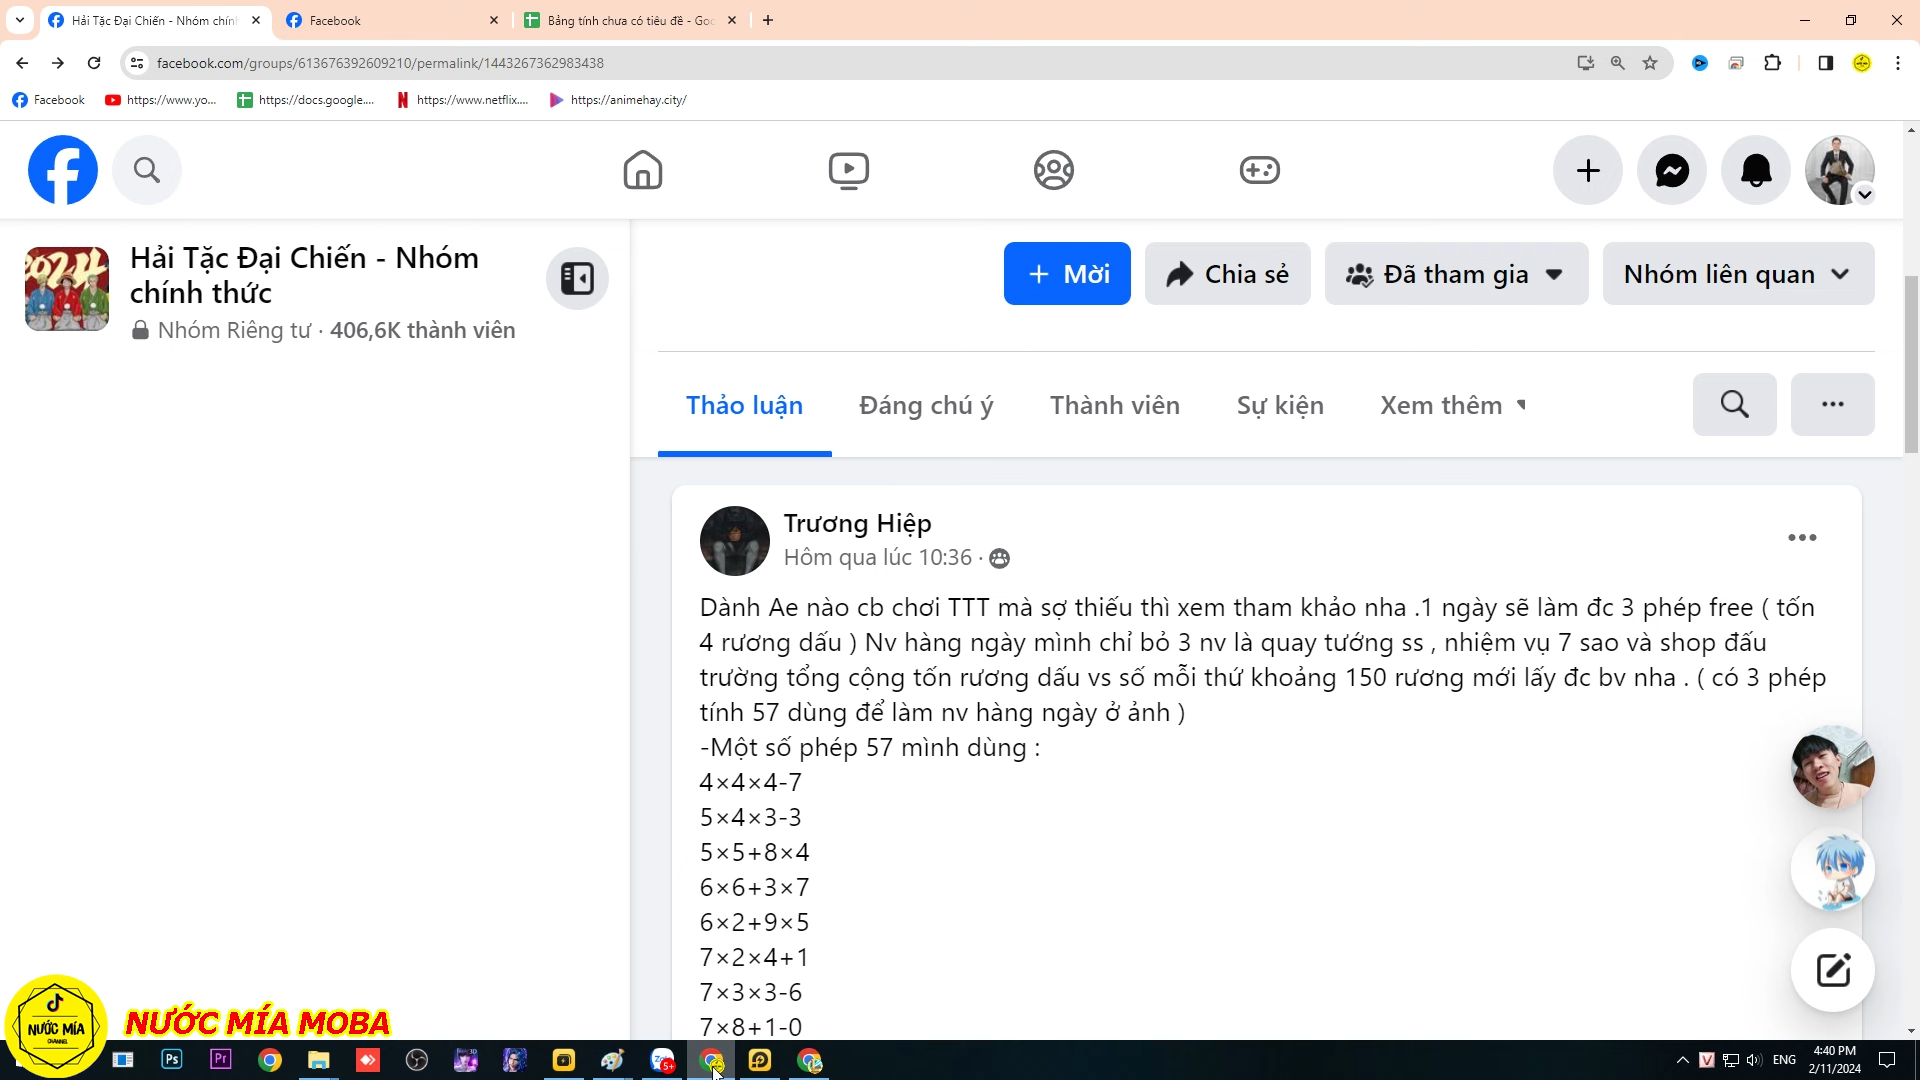 Hải Tặc Đại Chiến - Nhóm chính
Facebook
Bảng tính chưa có tiêu đề - Goo
facebook.com/groups/613676392609210/permalink/1443267362983438
Facebook
https://www.yo...
https://docs.google....
https://www.netflix....
https://animehay.city/
Hải Tặc Đại Chiến - Nhóm
chính thức
Nhóm Riêng tư · 406,6K thành viên
+ Mời
Chia sẻ
Đã tham gia
Nhóm liên quan
Thảo luận
Đáng chú ý
Thành viên
Sự kiện
Xem thêm
Trương Hiệp
Hôm qua lúc 10:36 ·
Dành Ae nào cb chơi TTT mà sợ thiếu thì xem tham khảo nha .1 ngày sẽ làm đc 3 phép free ( tốn
4 rương dấu ) Nv hàng ngày mình chỉ bỏ 3 nv là quay tướng ss , nhiệm vụ 7 sao và shop đấu
trường tổng cộng tốn rương dấu vs số mỗi thứ khoảng 150 rương mới lấy đc bv nha . ( có 3 phép
tính 57 dùng để làm nv hàng ngày ở ảnh )
-Một số phép 57 mình dùng :
4×4×4-7
5×4×3-3
5×5+8×4
6×6+3×7
6×2+9×5
7×2×4+1
7×3×3-6
7×8+1-0
NƯỚC MÍA
CHANNEL
NƯỚC MÍA MOBA
Ps
Pr
5+
V
ENG
4:40 PM
2/11/2024